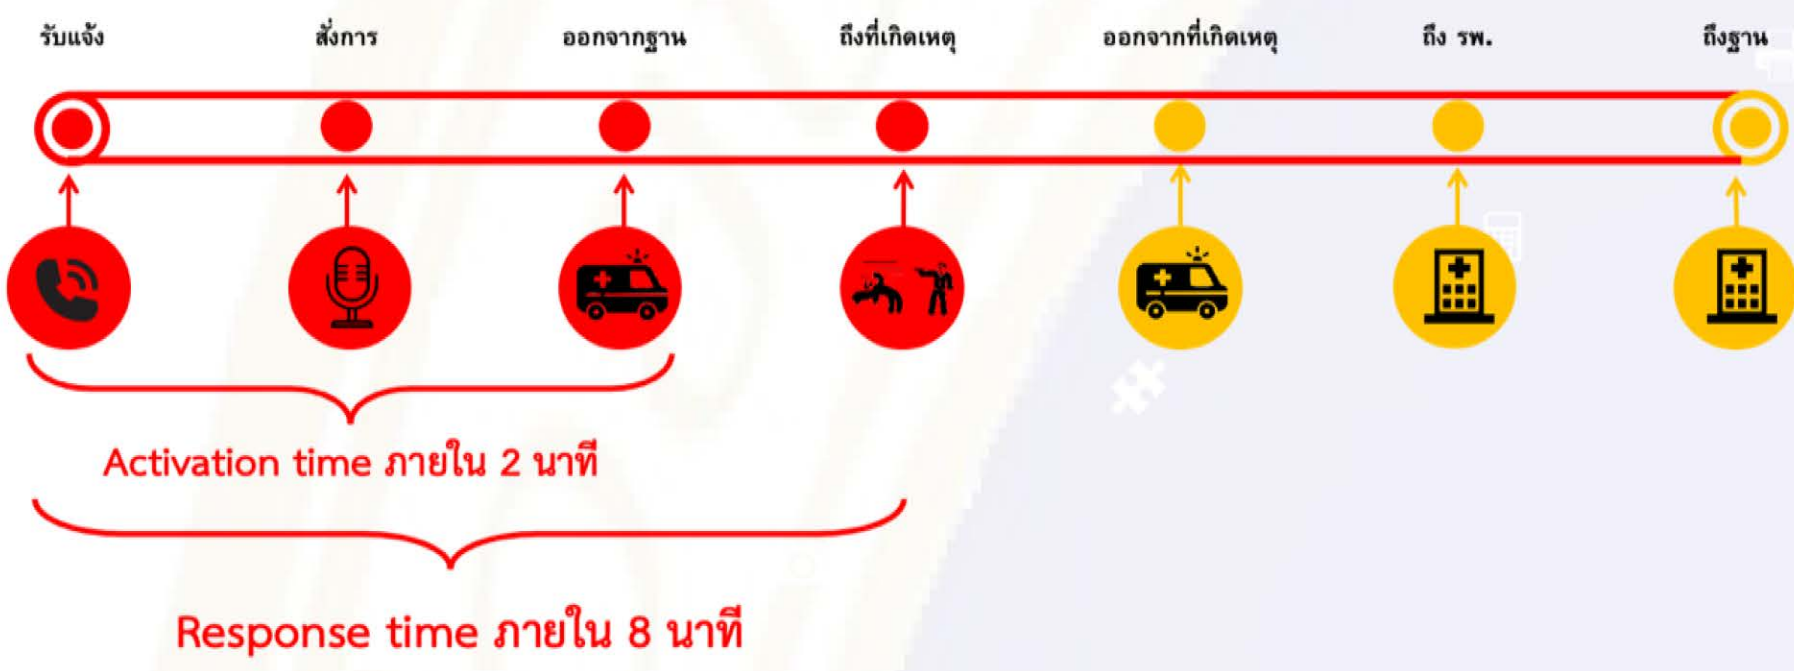 รับแจ้ง
สั่งการ
ออกจากฐาน
ถึงที่เกิดเหตุ
ออกจากที่เกิดเหตุ
ถึง รพ.
ถึงฐาน
Activation time ภายใน 2 นาที
Response time ภายใน 8 นาที